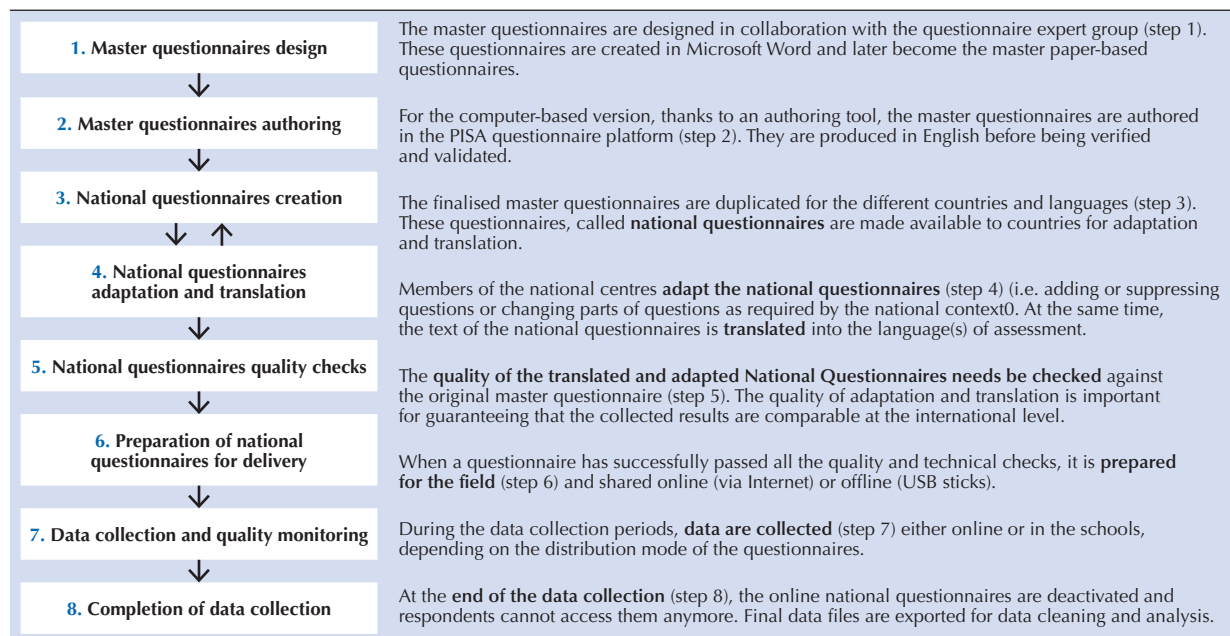 1. Master questionnaires design
The master questionnaires are designed in collaboration with the questionnaire expert group (step 1).
These questionnaires are created in Microsoft Word and later become the master paper-based
questionnaires.
2. Master questionnaires authoring
For the computer-based version, thanks to an authoring tool, the master questionnaires are authored
in the PISA questionnaire platform (step 2). They are produced in English before being verified
and validated.
3. National questionnaires creation
The finalised master questionnaires are duplicated for the different countries and languages (step 3).
These questionnaires, called national questionnaires are made available to countries for adaptation
and translation.
4. National questionnaires
adaptation and translation
Members of the national centres adapt the national questionnaires (step 4) (i.e. adding or suppressing
questions or changing parts of questions as required by the national context0. At the same time,
the text of the national questionnaires is translated into the language(s) of assessment.
5. National questionnaires quality checks
The quality of the translated and adapted National Questionnaires needs be checked against
the original master questionnaire (step 5). The quality of adaptation and translation is important
for guaranteeing that the collected results are comparable at the international level.
6. Preparation of national
questionnaires for delivery
When a questionnaire has successfully passed all the quality and technical checks, it is prepared
for the field (step 6) and shared online (via Internet) or offline (USB sticks).
7. Data collection and quality monitoring
During the data collection periods, data are collected (step 7) either online or in the schools,
depending on the distribution mode of the questionnaires.
8. Completion of data collection
At the end of the data collection (step 8), the online national questionnaires are deactivated and
respondents cannot access them anymore. Final data files are exported for data cleaning and analysis.